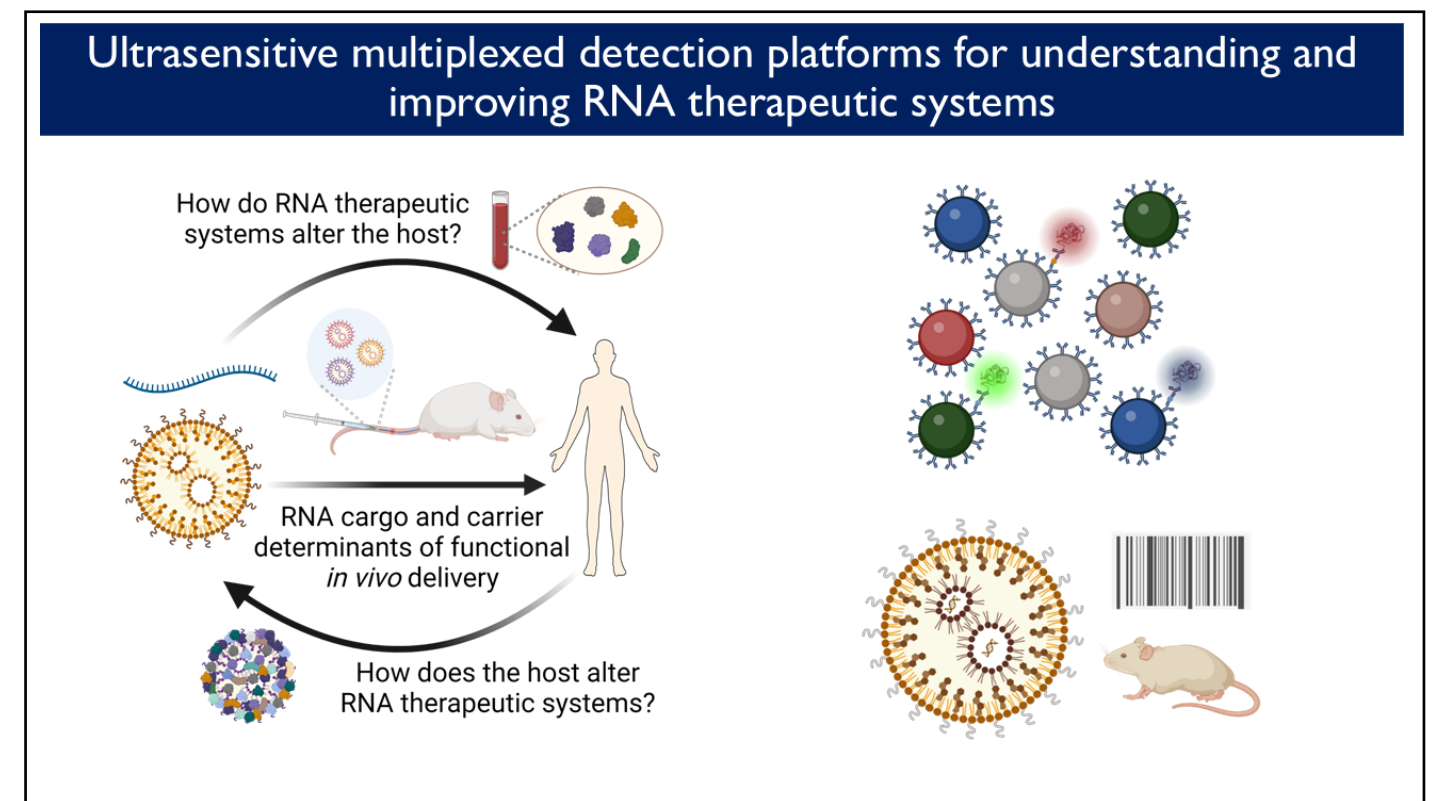 Ultrasensitive multiplexed detection platforms for understanding and
improving RNA therapeutic systems
How do RNA therapeutic
systems alter the host?
RNA cargo and carrier
determinants of functional
in vivo delivery
How does the host alter
RNA therapeutic systems?